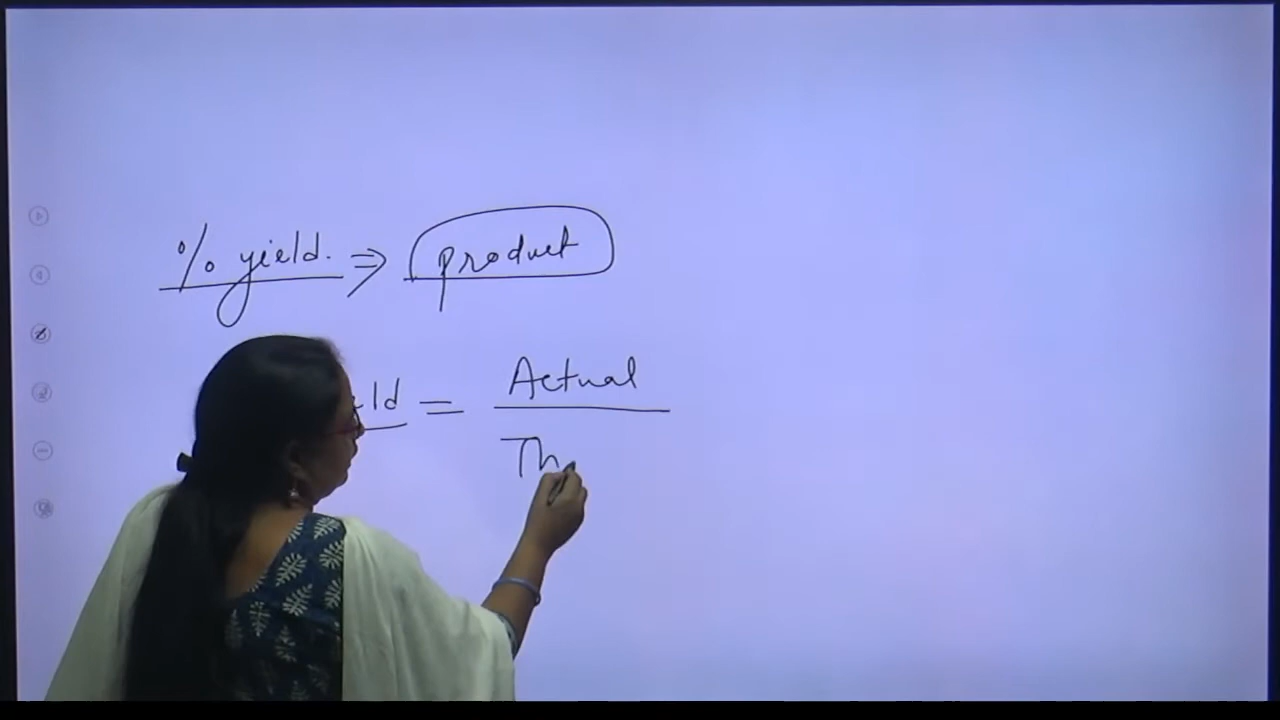 % yield. ⇒ product
ld = Actual
Th